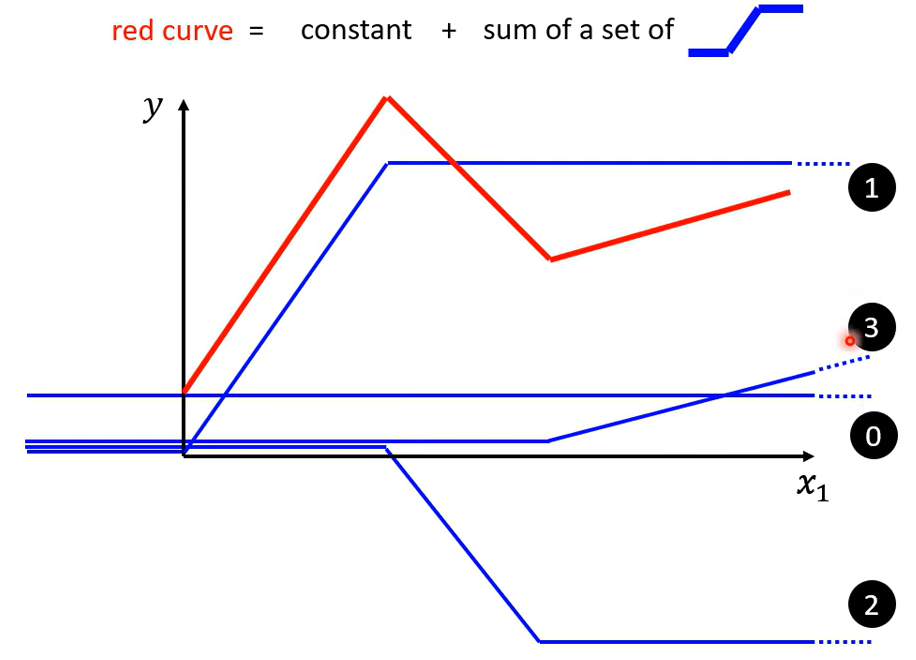 red curve = constant + sum of a set of
y
1
3
0
x₁
2